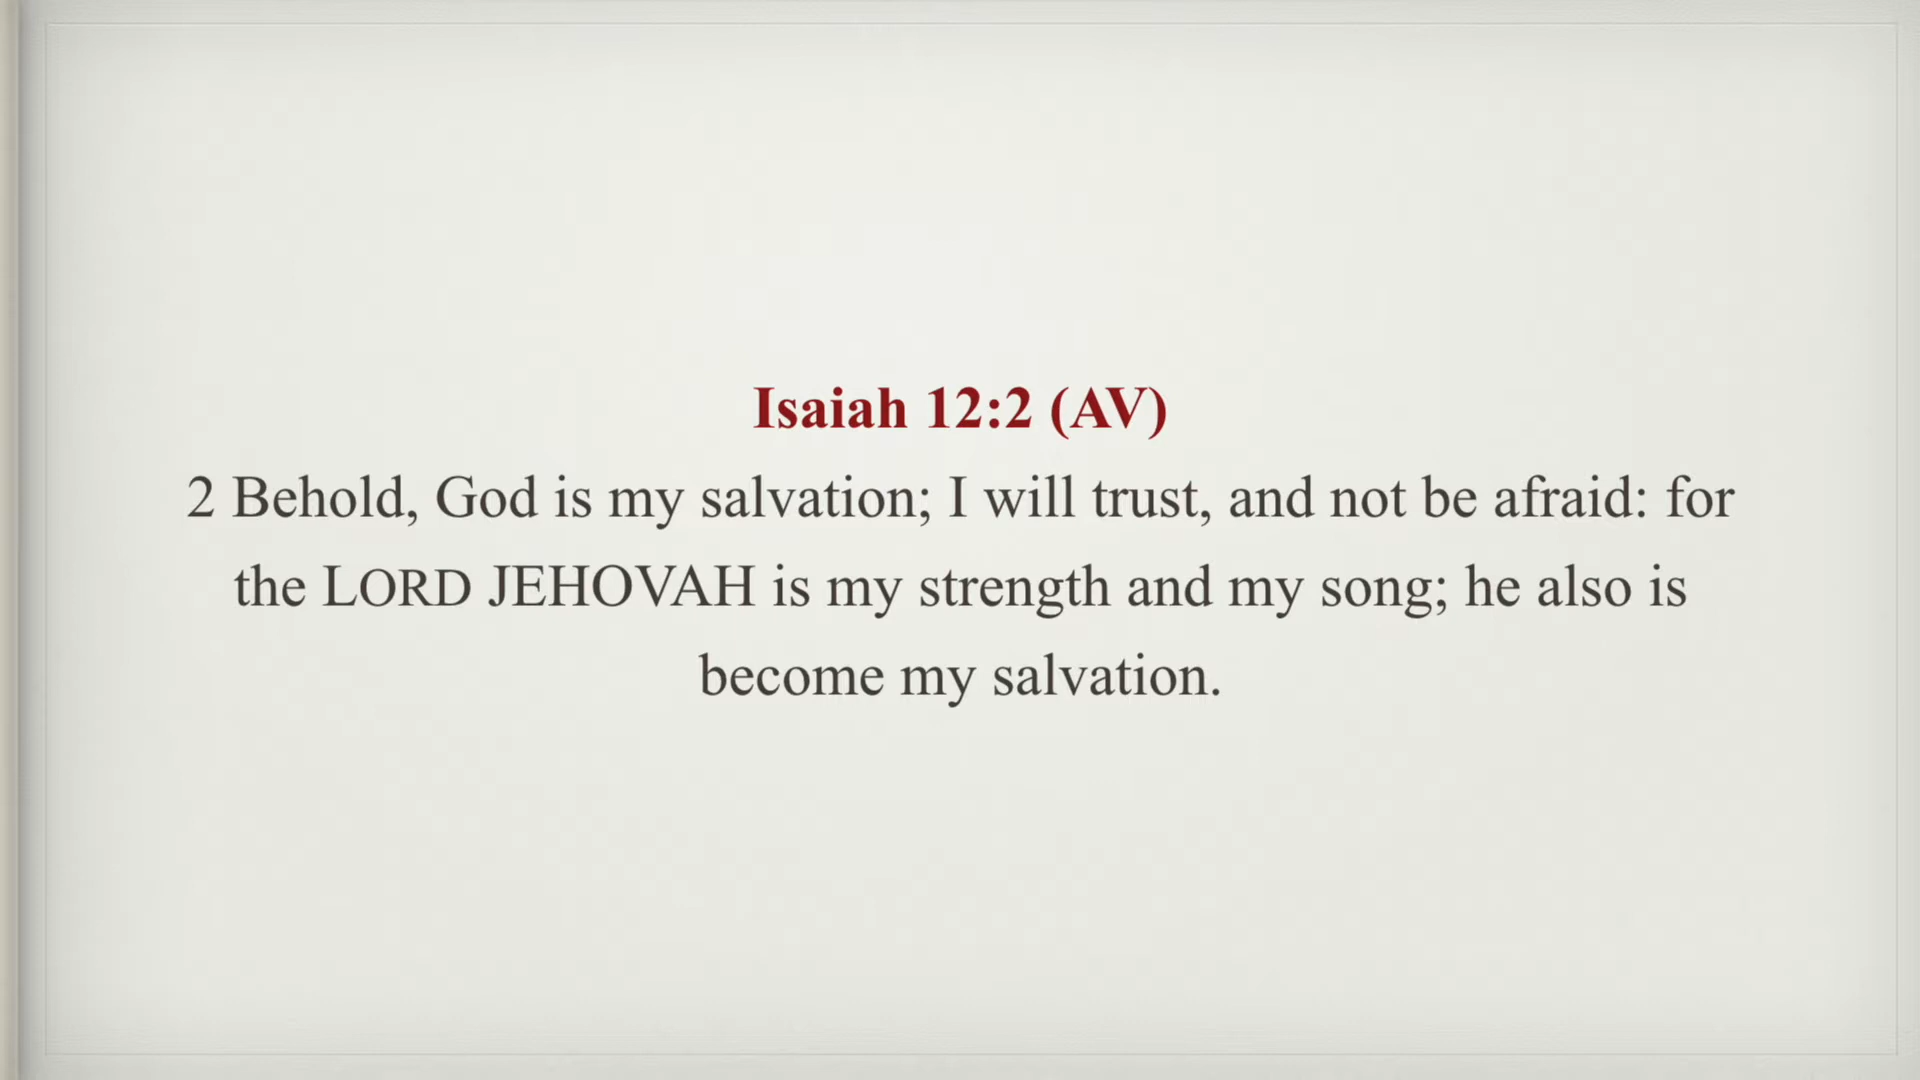 Isaiah 12:2 (AV)
2 Behold, God is my salvation; I will trust, and not be afraid: for
the LORD JEHOVAH is my strength and my song; he also is
become my salvation.